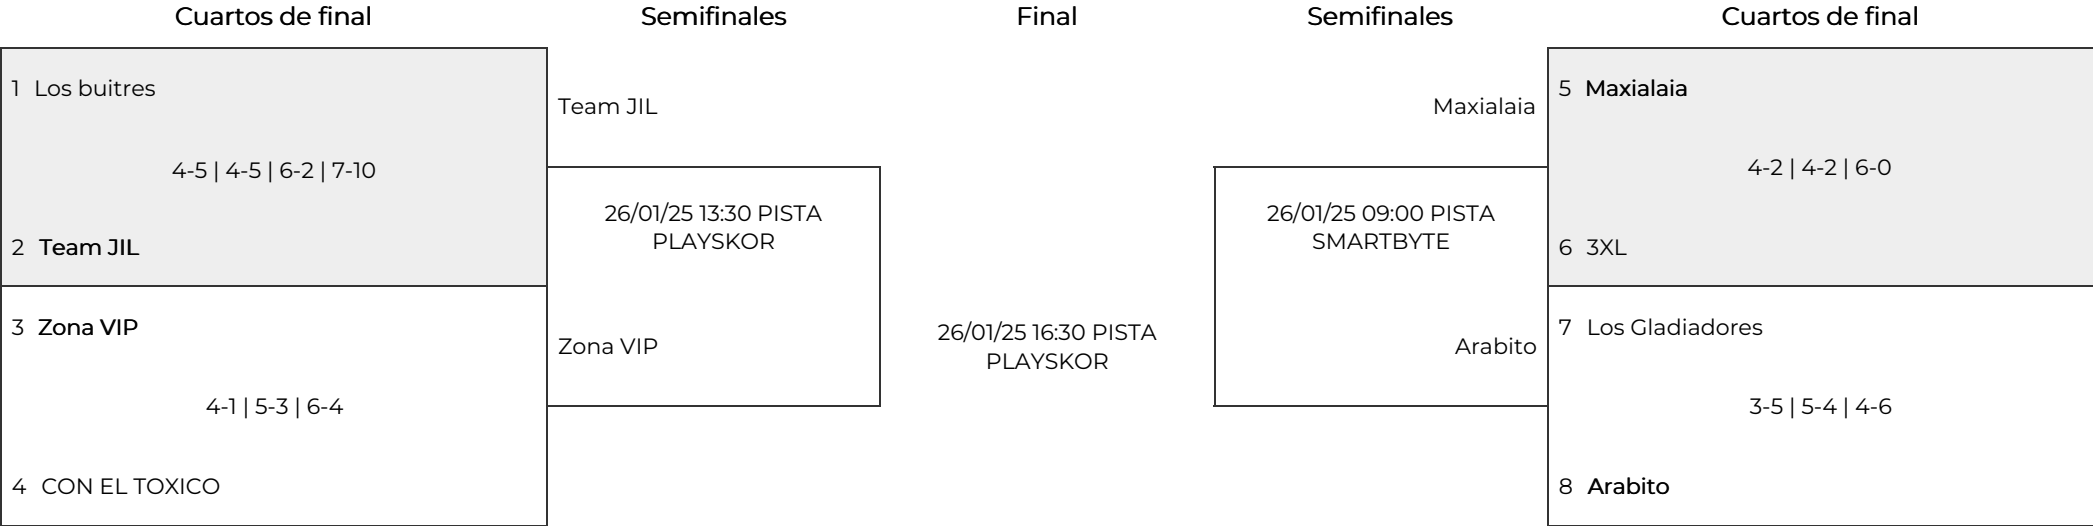 Cuartos de final
Semifinales
Final
Semifinales
Cuartos de final
1 Los buitres
4-5 | 4-5 | 6-2 | 7-10
2 Team JIL
3 Zona VIP
4-1 | 5-3 | 6-4
4 CON EL TOXICO
Team JIL
26/01/25 13:30 PISTA
PLAYSKOR
Zona VIP
26/01/25 16:30 PISTA
PLAYSKOR
Maxialaia
26/01/25 09:00 PISTA
SMARTBYTE
Arabito
5 Maxialaia
4-2 | 4-2 | 6-0
6 3XL
7 Los Gladiadores
3-5 | 5-4 | 4-6
8 Arabito